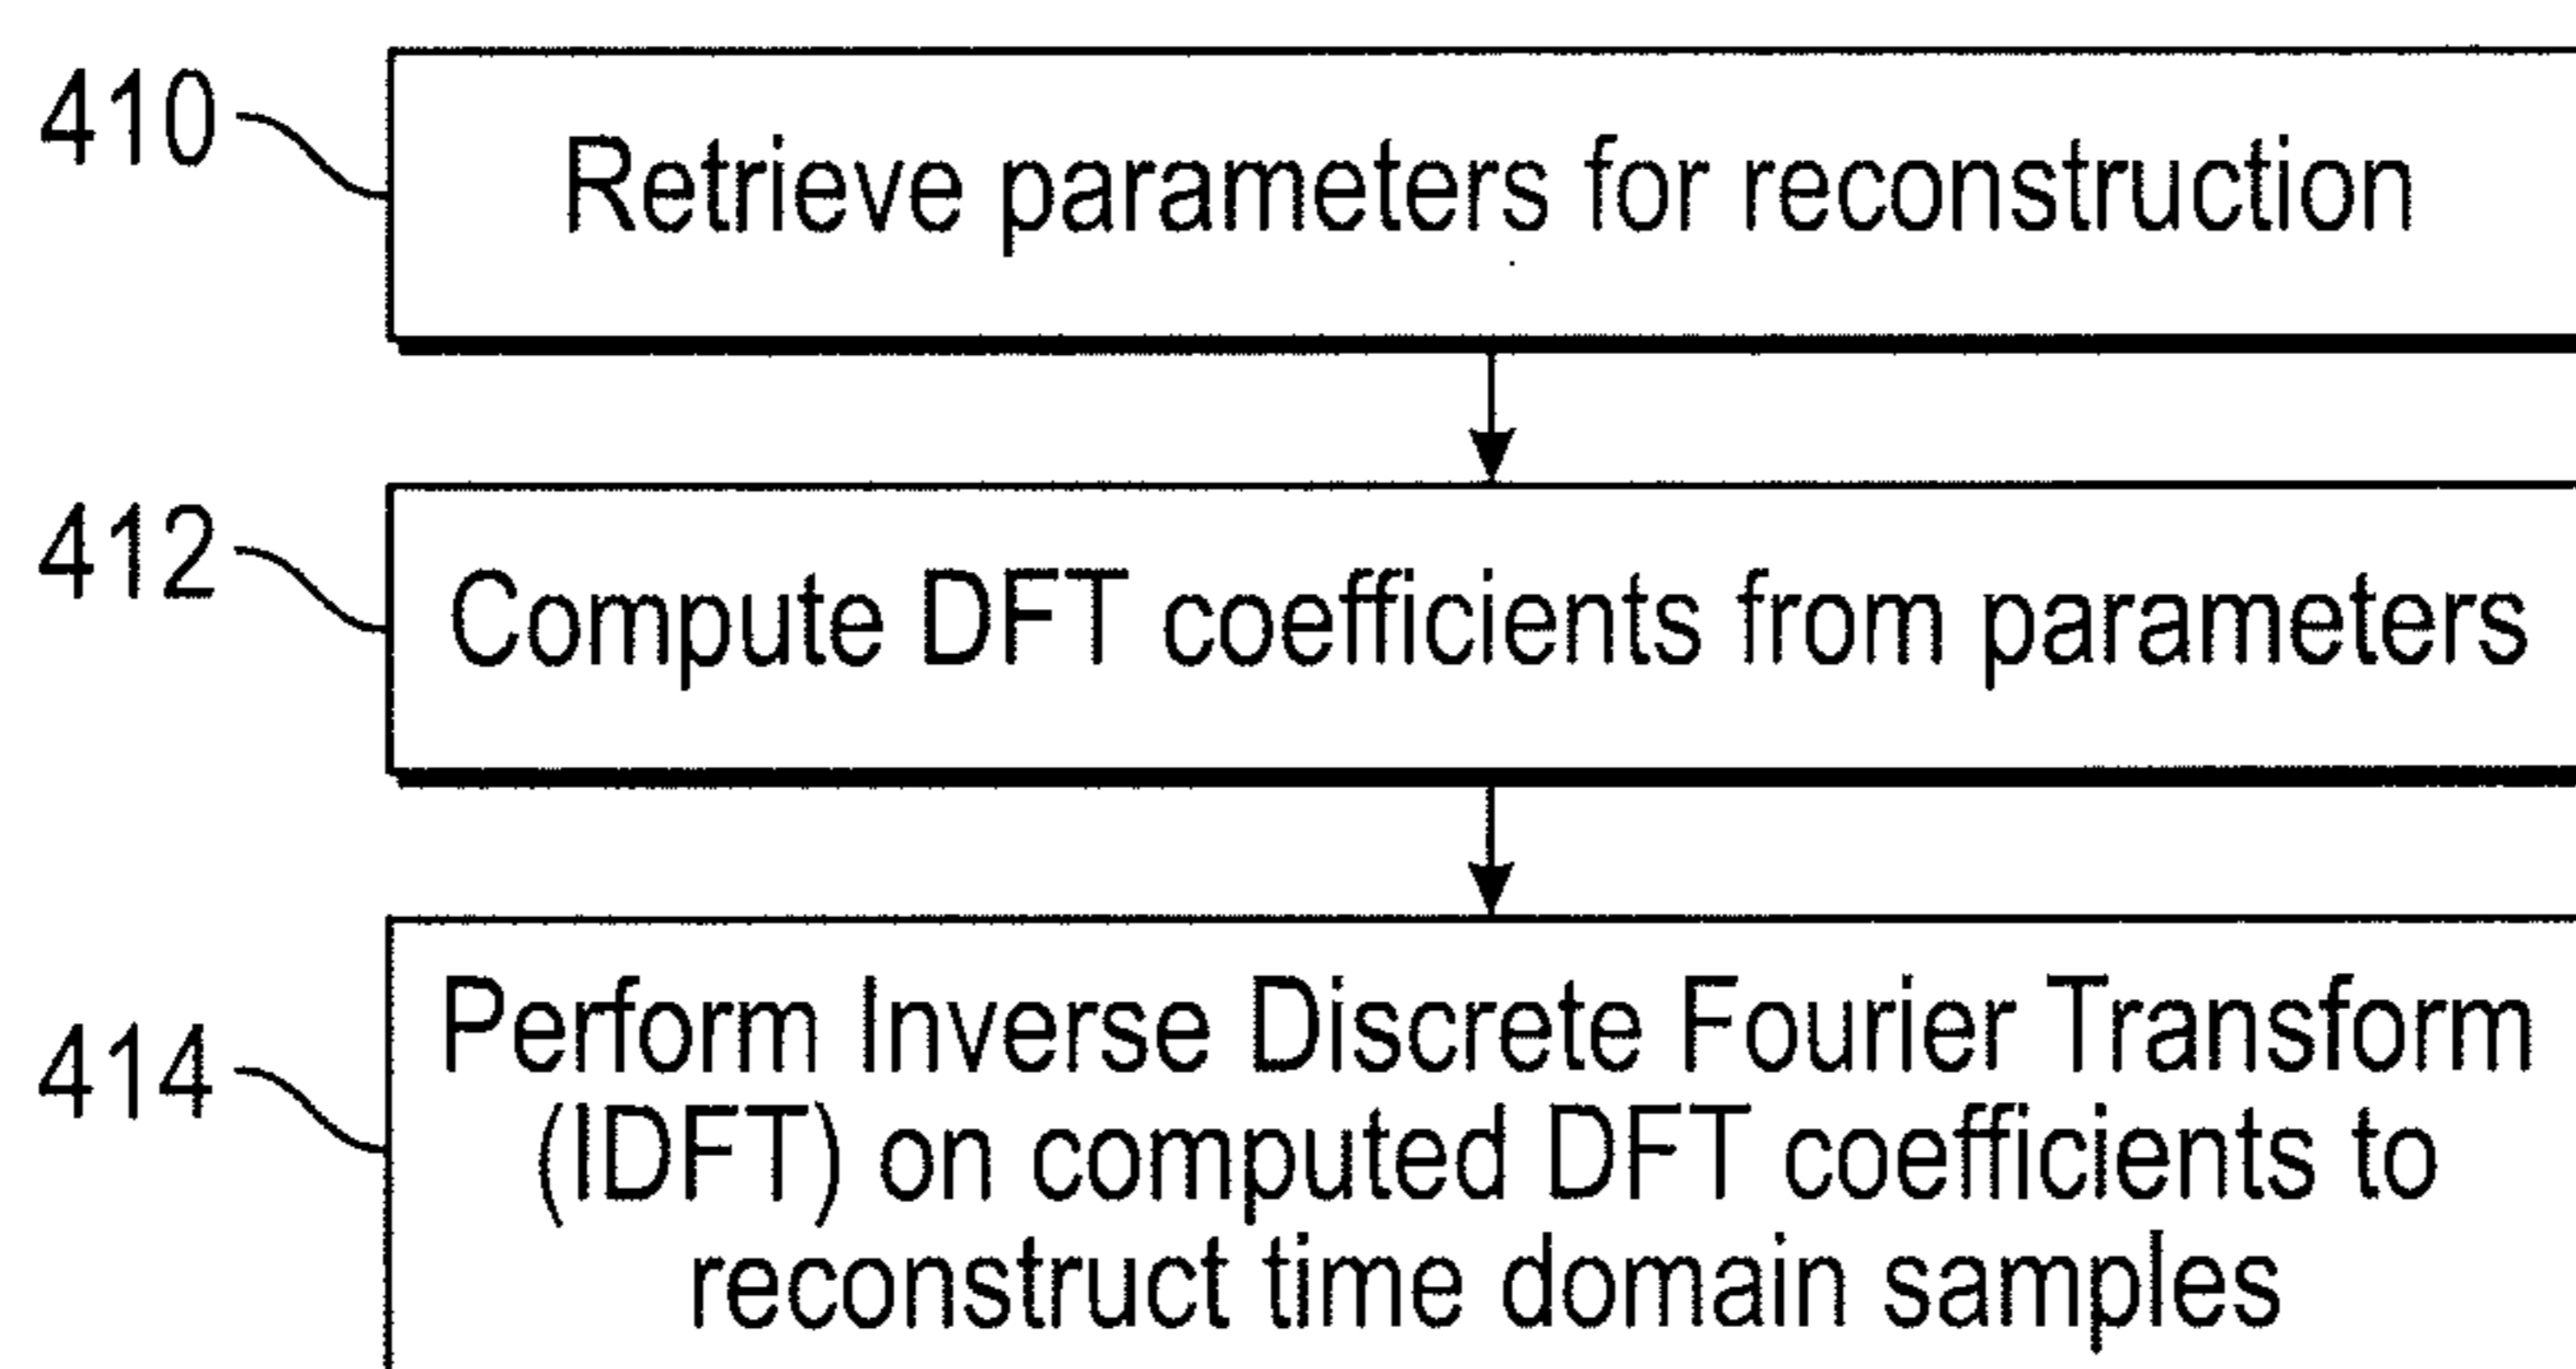 410
Retrieve parameters for reconstruction
412
Compute DFT coefficients from parameters
414
Perform Inverse Discrete Fourier Transform
(IDFT) on computed DFT coefficients to
reconstruct time domain samples